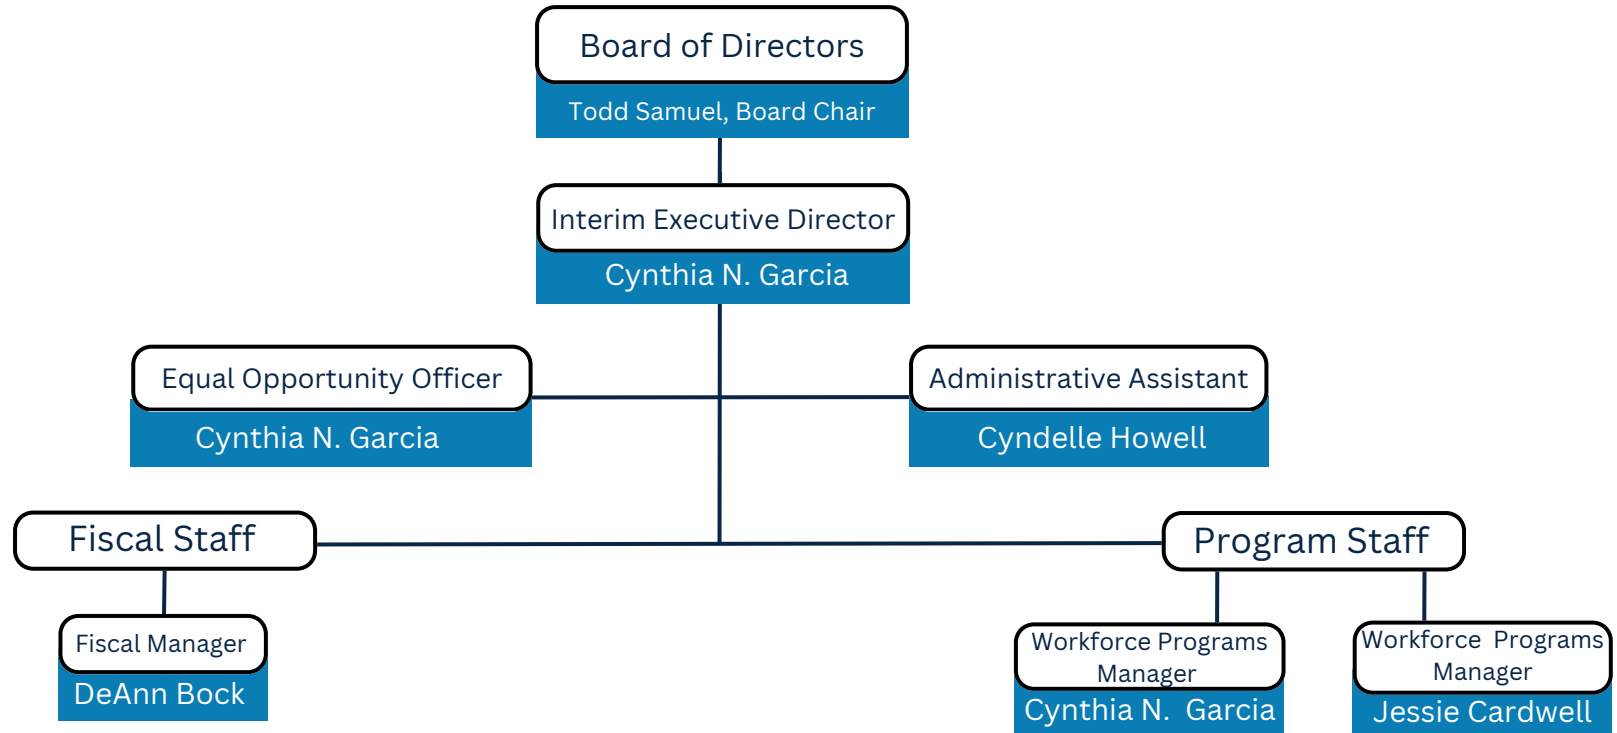 Board of Directors
Todd Samuel, Board Chair
Interim Executive Director
Cynthia N. Garcia
Equal Opportunity Officer
Cynthia N. Garcia
Administrative Assistant
Cyndelle Howell
Fiscal Staff
Fiscal Manager
DeAnn Bock
Program Staff
Workforce Programs
Manager
Cynthia N. Garcia
Workforce Programs
Manager
Jessie Cardwell